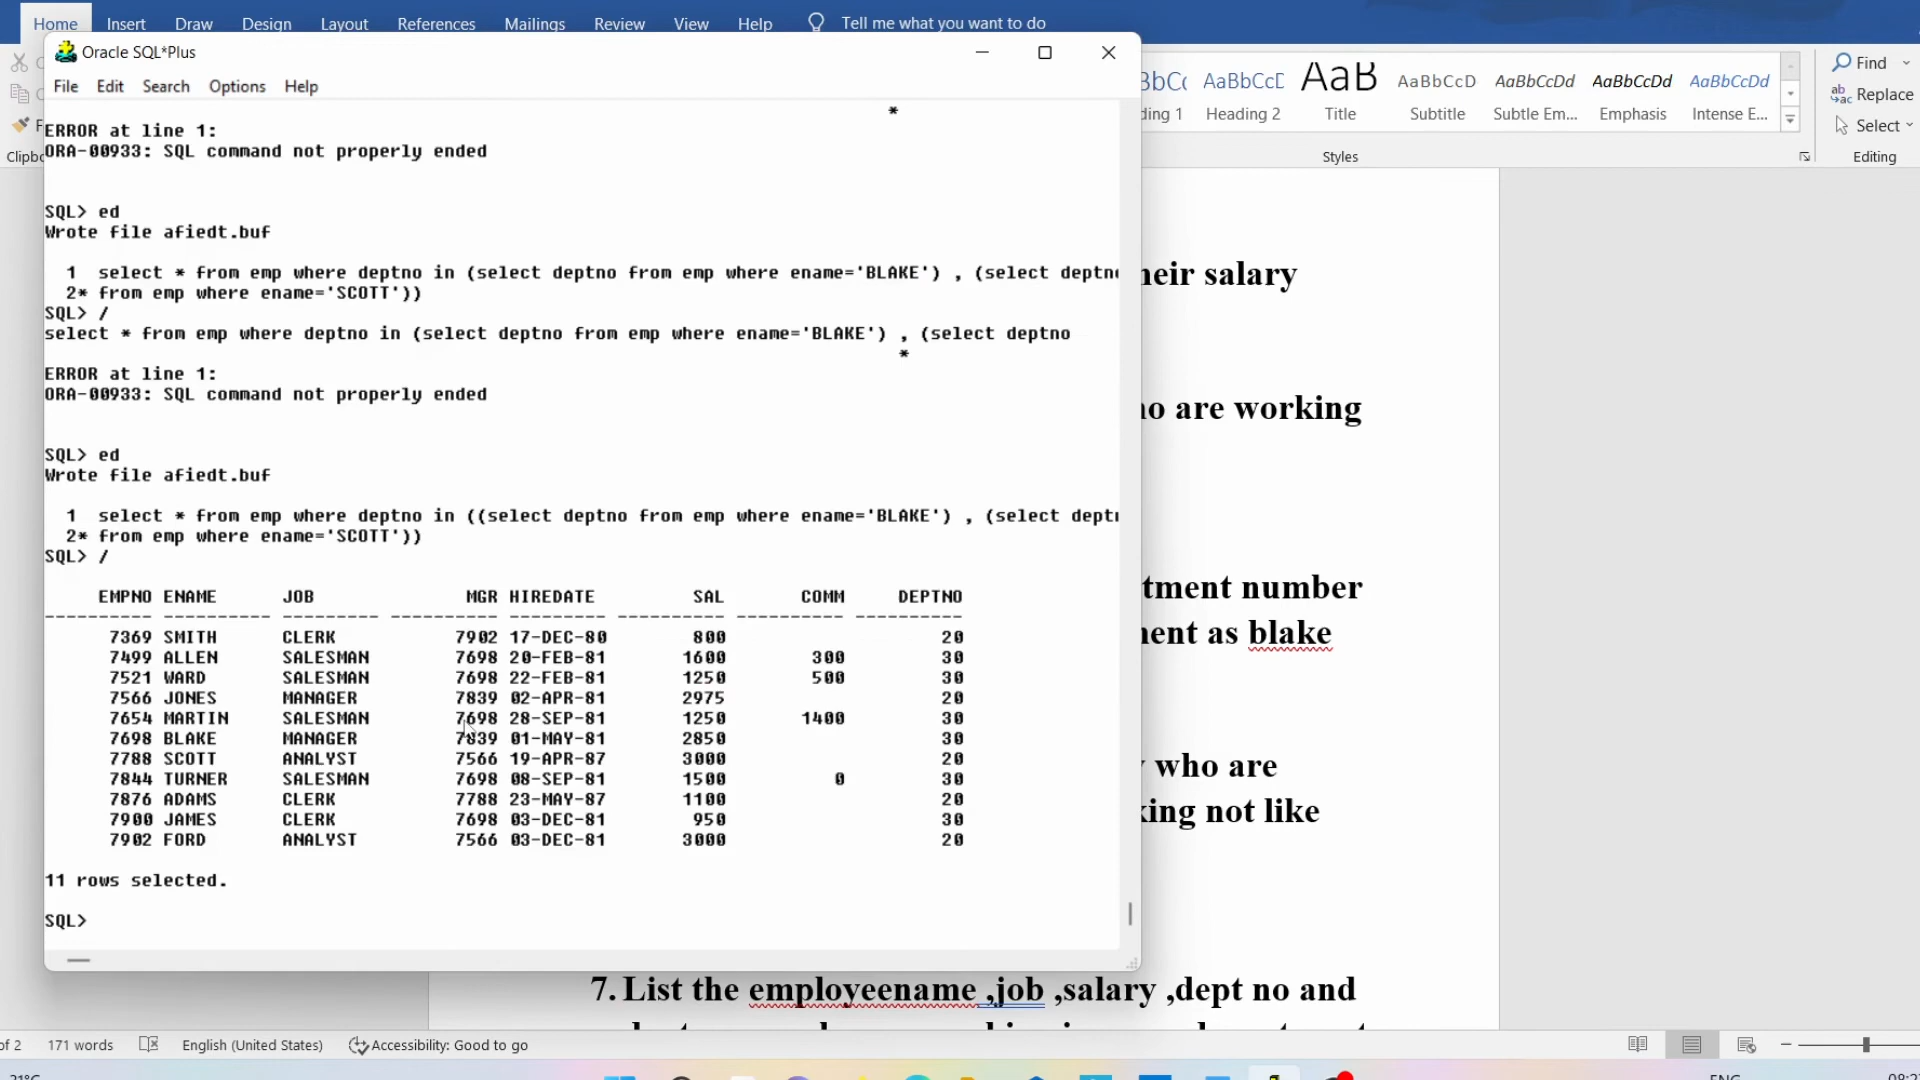 Home Insert Draw Design Layout References Mailings Review View Help Tell me what you want to do
Oracle SQL*Plus
File Edit Search Options Help
AaBbCcD AaB AaBbCcD AaBbCcDd AaBbCcDd AaBbCcDd
ding 1 Heading 2 Title Subtitle Subtle Em... Emphasis Intense E...
Find
Replace
Select
Clipbo
Styles
Editing
*
ERROR at line 1:
ORA-00933: SQL command not properly ended
SQL> ed
Wrote file afiedt.buf
1 select * from emp where deptno in (select deptno from emp where ename='BLAKE') , (select deptno
2* from emp where ename='SCOTT'))
SQL> /
select * from emp where deptno in (select deptno from emp where ename='BLAKE') , (select deptno
*
ERROR at line 1:
ORA-00933: SQL command not properly ended
SQL> ed
Wrote file afiedt.buf
1 select * from emp where deptno in ((select deptno from emp where ename='BLAKE') , (select deptn
2* from emp where ename='SCOTT'))
SQL> /
EMPNO ENAME JOB MGR HIREDATE SAL COMM DEPTNO
---------- ---------- --------- ---------- --------- ---------- ---------- ----------
7369 SMITH CLERK 7902 17-DEC-80 800 20
7499 ALLEN SALESMAN 7698 20-FEB-81 1600 300 30
7521 WARD SALESMAN 7698 22-FEB-81 1250 500 30
7566 JONES MANAGER 7839 02-APR-81 2975 20
7654 MARTIN SALESMAN 7698 28-SEP-81 1250 1400 30
7698 BLAKE MANAGER 7839 01-MAY-81 2850 30
7788 SCOTT ANALYST 7566 19-APR-87 3000 20
7844 TURNER SALESMAN 7698 08-SEP-81 1500 0 30
7876 ADAMS CLERK 7788 23-MAY-87 1100 20
7900 JAMES CLERK 7698 03-DEC-81 950 30
7902 FORD ANALYST 7566 03-DEC-81 3000 20
11 rows selected.
SQL>
heir salary
ho are working
tment number
ment as blake
who are
king not like
7. List the employeename ,job ,salary ,dept no and
of 2 171 words English (United States) Accessibility: Good to go
21°C
ENG